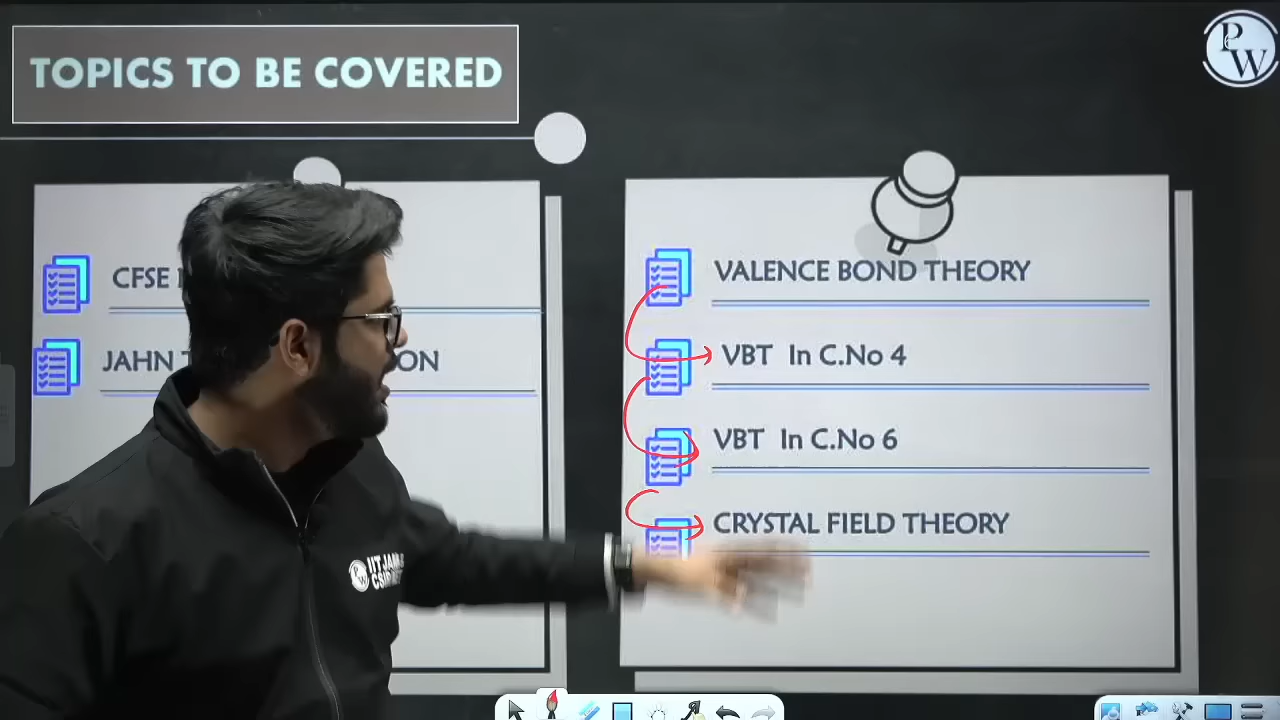 TOPICS TO BE COVERED
PW
CFSE
JAHN
VALENCE BOND THEORY
VBT In C.No 4
VBT In C.No 6
CRYSTAL FIELD THEORY
IIT JAM